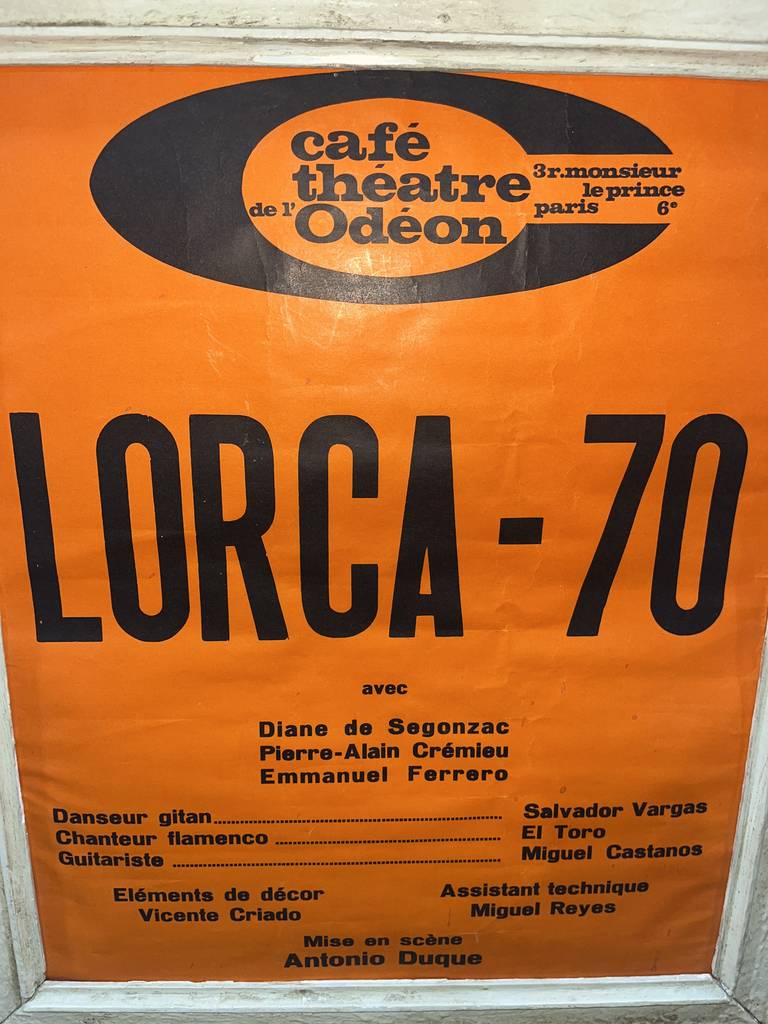 café
théatre
de l'Odéon
3 r. monsieur
le prince
paris 6e
LORCA - 70
avec
Diane de Segonzac
Pierre-Alain Crémieu
Emmanuel Ferrero
Danseur gitan Salvador Vargas
Chanteur flamenco El Toro
Guitariste Miguel Castanos
Eléments de décor
Vicente Criado
Assistant technique
Miguel Reyes
Mise en scène
Antonio Duque